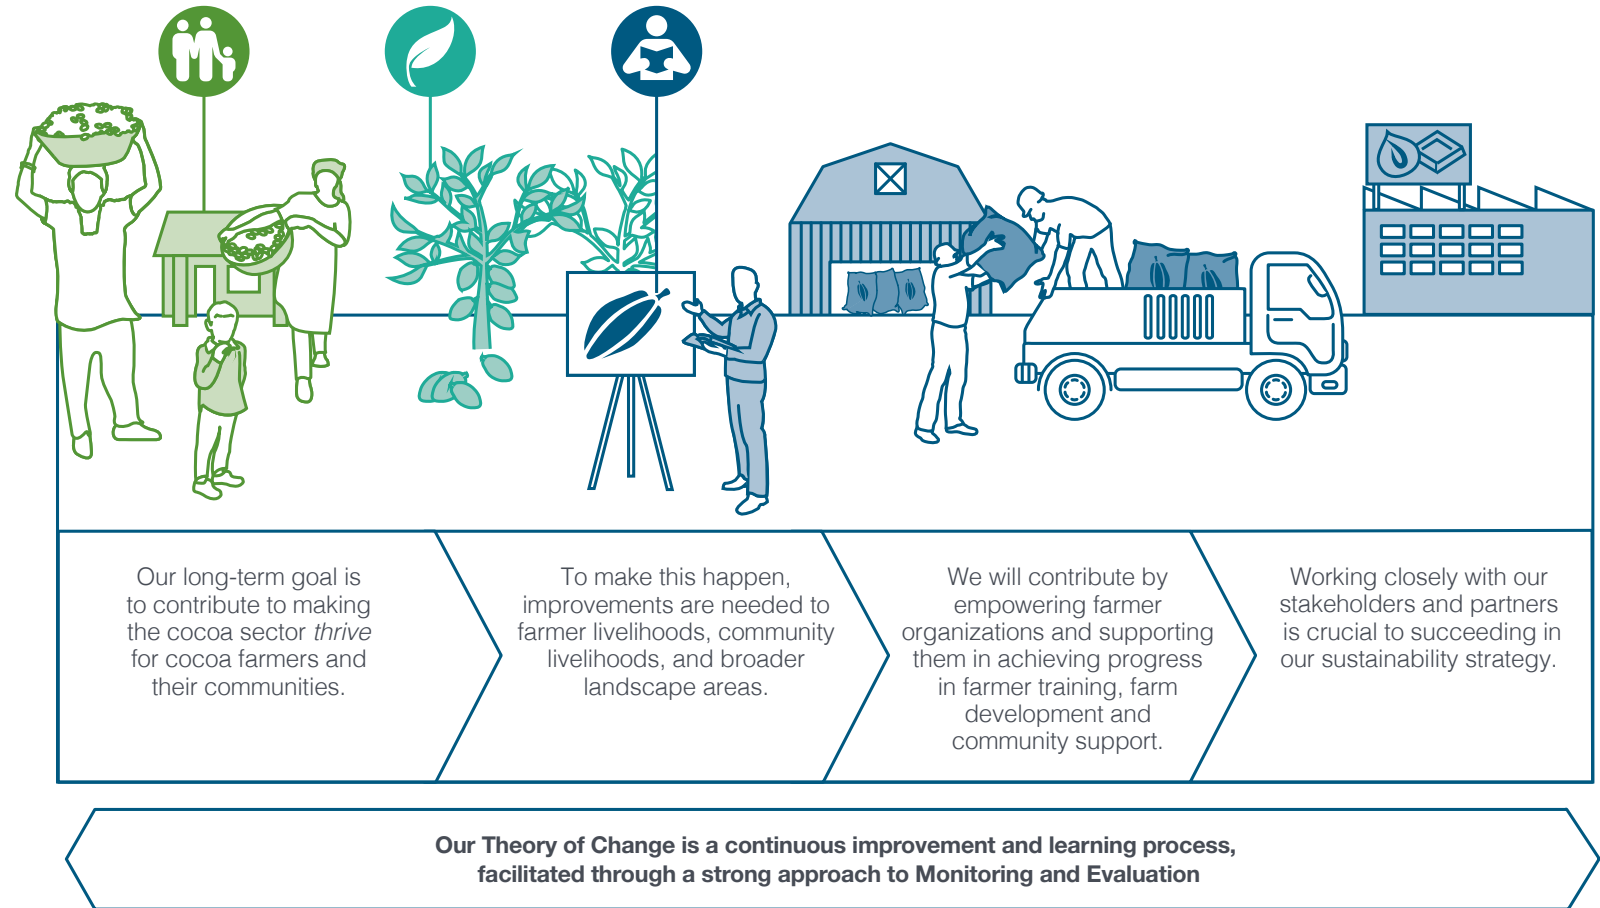 Our long-term goal is
to contribute to making
the cocoa sector thrive
for cocoa farmers and
their communities.
To make this happen,
improvements are needed to
farmer livelihoods, community
livelihoods, and broader
landscape areas.
We will contribute by
empowering farmer
organizations and supporting
them in achieving progress
in farmer training, farm
development and
community support.
Working closely with our
stakeholders and partners
is crucial to succeeding in
our sustainability strategy.
Our Theory of Change is a continuous improvement and learning process,
facilitated through a strong approach to Monitoring and Evaluation